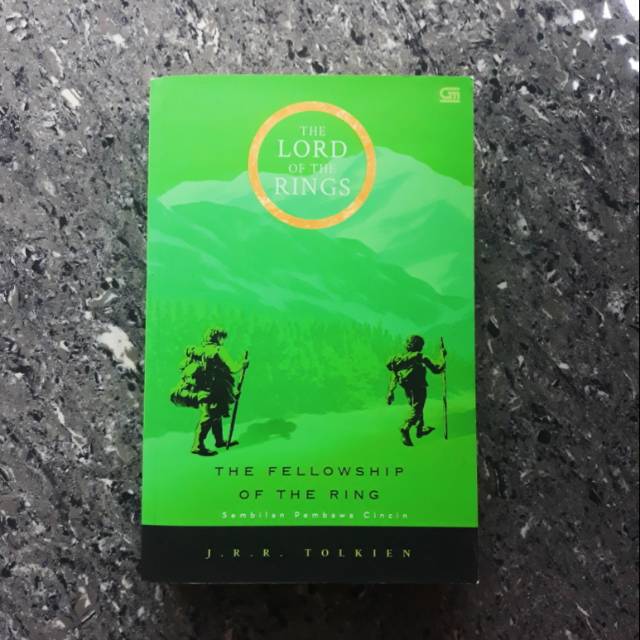 THE
LORD
OF THE
RINGS
THE FELLOWSHIP
OF THE RING
Sembilan Pembawa Cincin
J.R.R. TOLKIEN